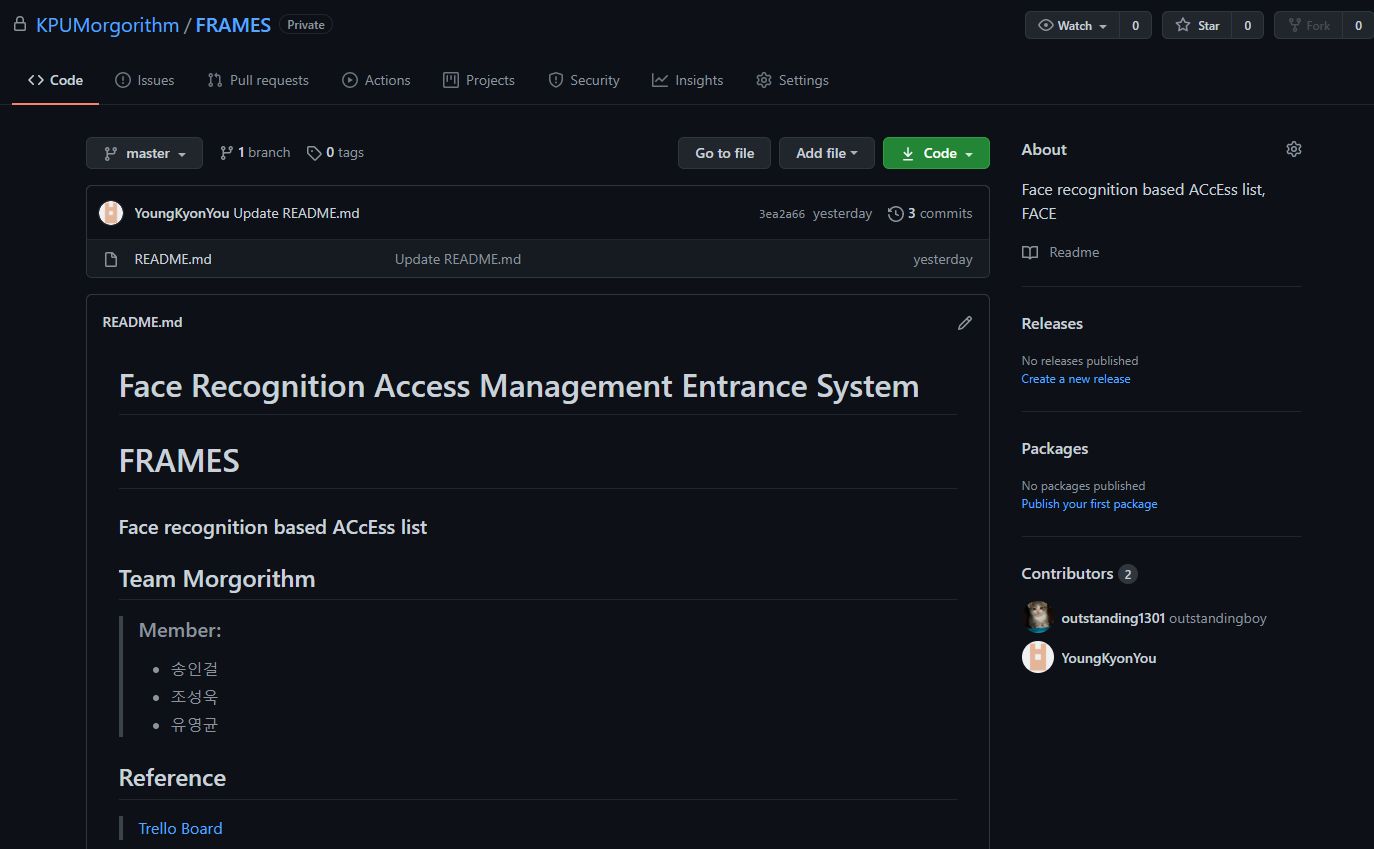 KPUMorgorithm / FRAMES Private
Watch 0 Star 0 Fork 0
Code Issues Pull requests Actions Projects Security Insights Settings
master 1 branch 0 tags Go to file Add file Code
YoungKyonYou Update README.md 3ea2a66 yesterday 3 commits
README.md Update README.md yesterday
README.md
Face Recognition Access Management Entrance System
FRAMES
Face recognition based ACcEss list
Team Morgorithm
Member:
송인걸
조성욱
유영균
Reference
Trello Board
About
Face recognition based ACcEss list,
FACE
Readme
Releases
No releases published
Create a new release
Packages
No packages published
Publish your first package
Contributors 2
outstanding1301 outstandingboy
YoungKyonYou